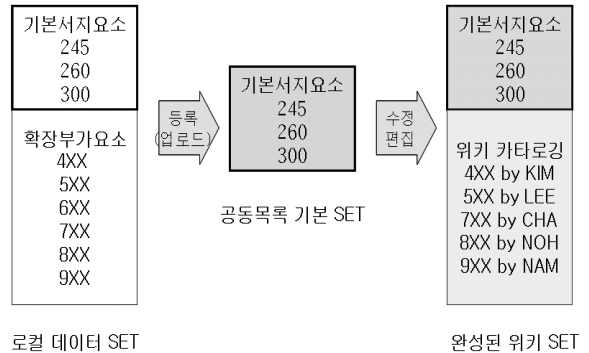 기본서지요소
245
260
300
확장부가요소
4XX
5XX
6XX
7XX
8XX
9XX
로컬 데이터 SET
등록
(업로드)
기본서지요소
245
260
300
공동목록 기본 SET
수정
편집
기본서지요소
245
260
300
위키 카타로깅
4XX by KIM
5XX by LEE
7XX by CHA
8XX by NOH
9XX by NAM
완성된 위키 SET